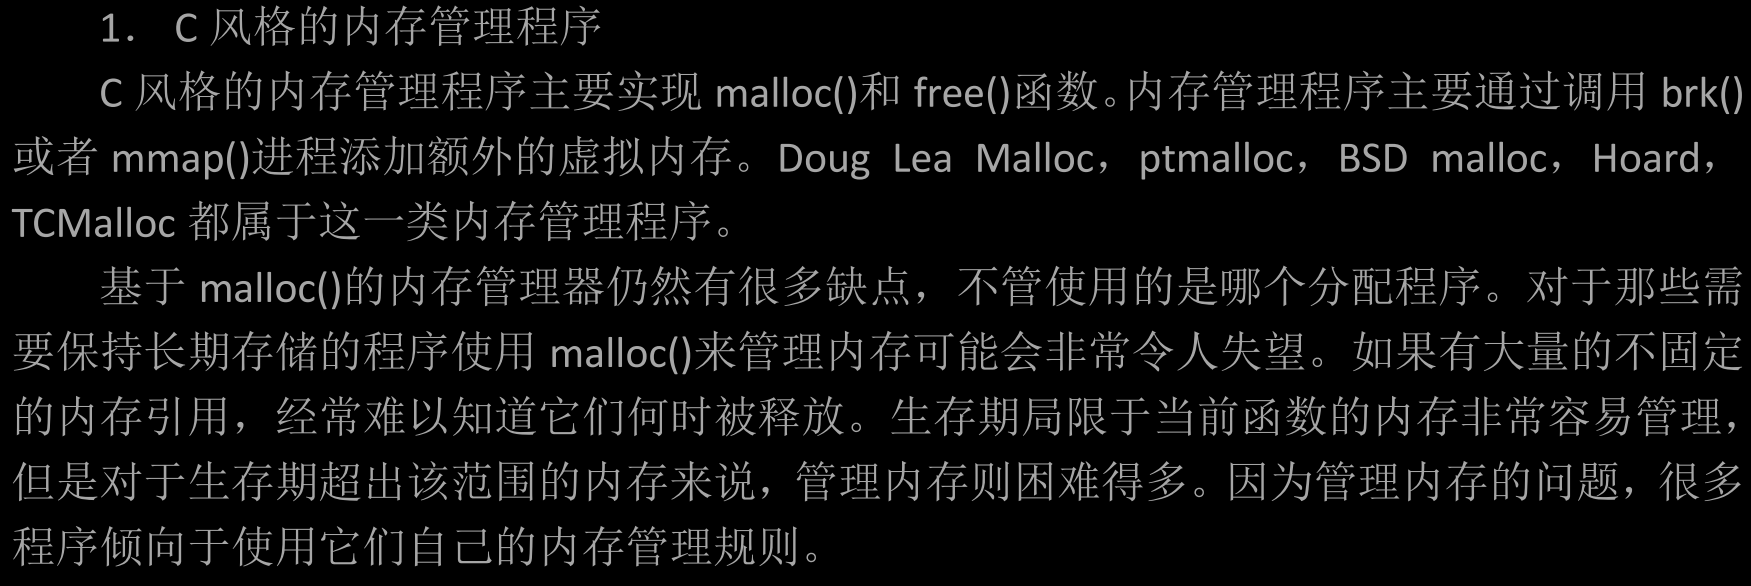 1. C 风格的内存管理程序
C 风格的内存管理程序主要实现 malloc()和 free()函数。内存管理程序主要通过调用 brk()
或者 mmap()进程添加额外的虚拟内存。Doug Lea Malloc，ptmalloc，BSD malloc，Hoard，
TCMalloc 都属于这一类内存管理程序。
基于 malloc()的内存管理器仍然有很多缺点，不管使用的是哪个分配程序。对于那些需
要保持长期存储的程序使用 malloc()来管理内存可能会非常令人失望。如果有大量的不固定
的内存引用，经常难以知道它们何时被释放。生存期局限于当前函数的内存非常容易管理，
但是对于生存期超出该范围的内存来说，管理内存则困难得多。因为管理内存的问题，很多
程序倾向于使用它们自己的内存管理规则。